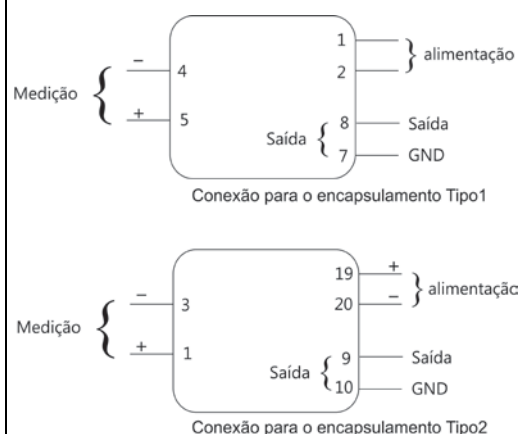 1
alimentação
2
− 4
Medição
+ 5
8 Saída
Saída
7 GND
Conexão para o encapsulamento Tipo1
19 +
alimentação
20 −
− 3
Medição
+ 1
9 Saída
Saída
10 GND
Conexão para o encapsulamento Tipo2